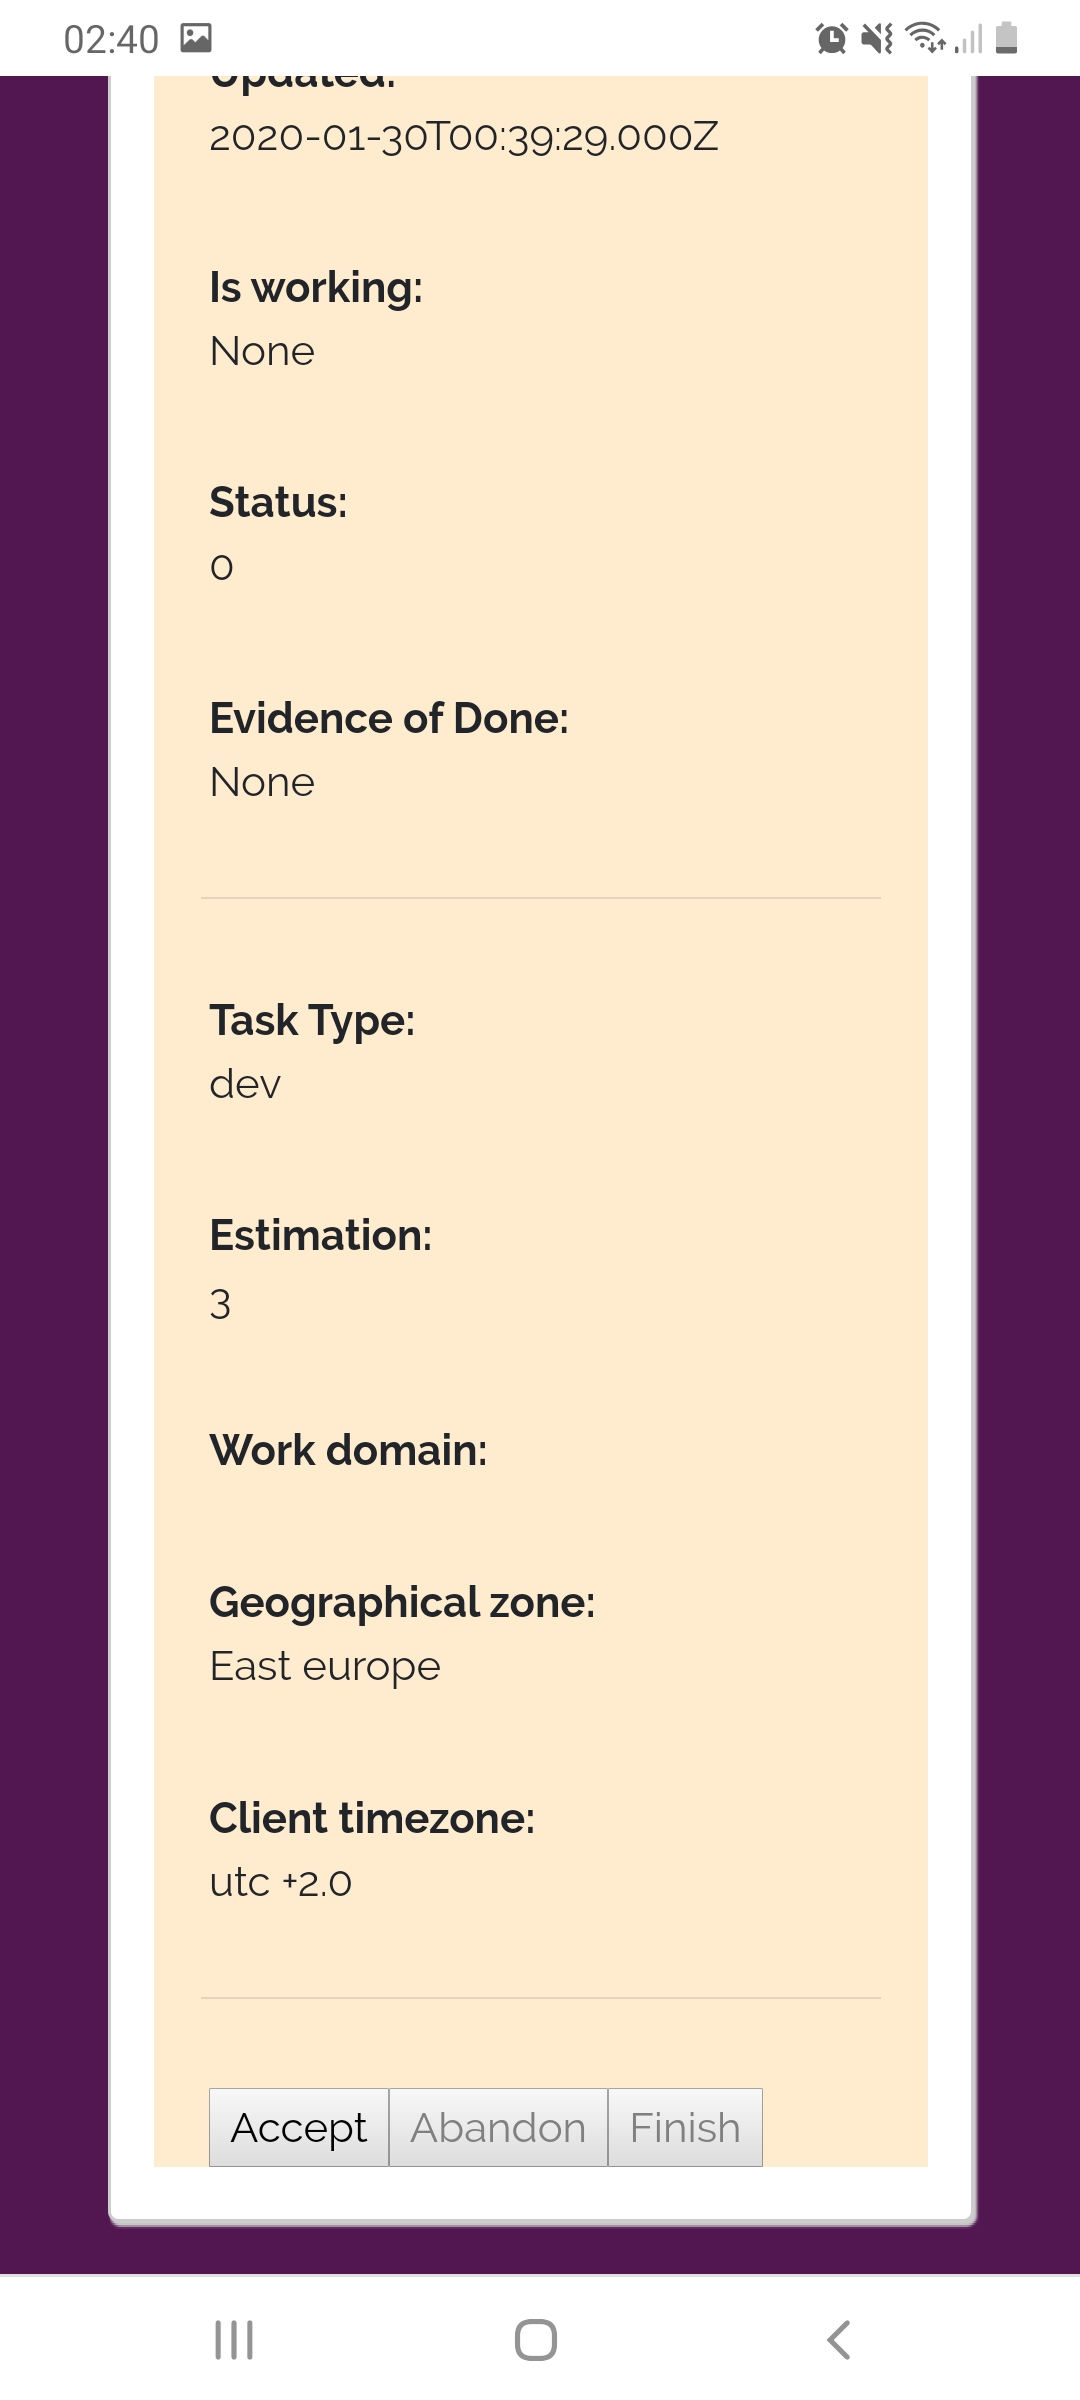 02:40
Updated:
2020-01-30T00:39:29.000Z
Is working:
None
Status:
0
Evidence of Done:
None
Task Type:
dev
Estimation:
3
Work domain:
Geographical zone:
East europe
Client timezone:
utc +2.0
Accept Abandon Finish